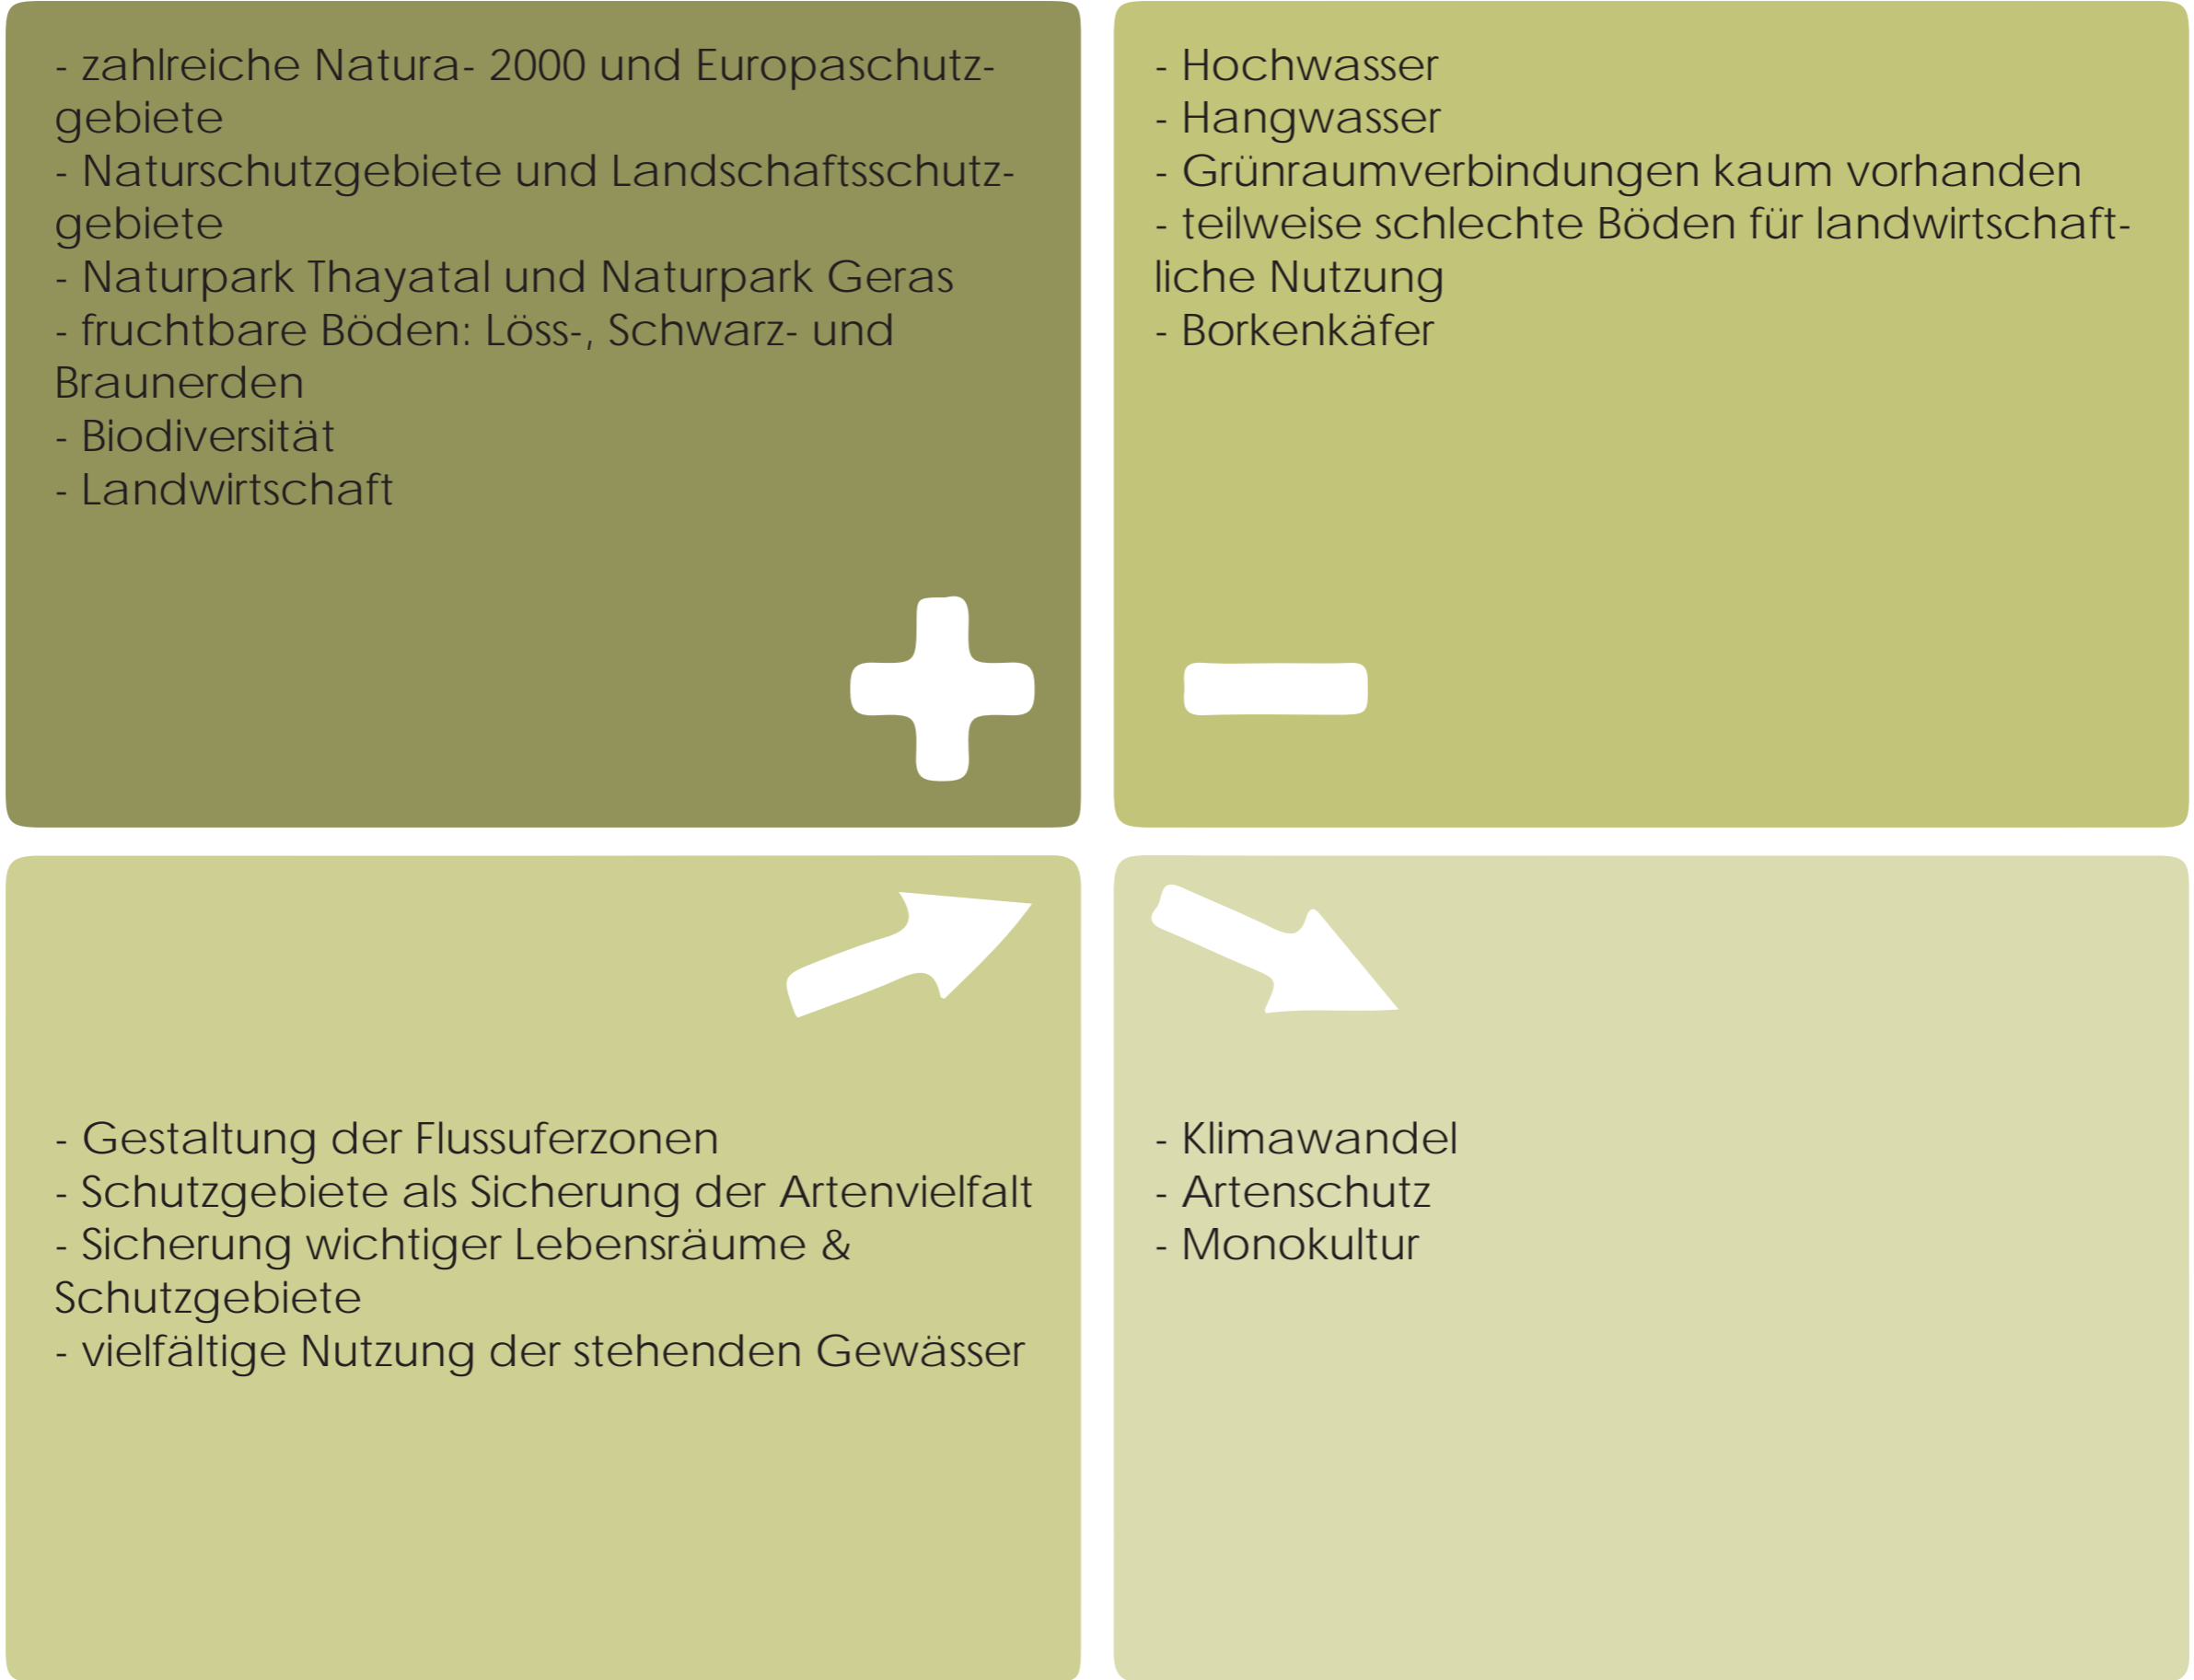 - zahlreiche Natura- 2000 und Europaschutz-
gebiete
- Naturschutzgebiete und Landschaftsschutz-
gebiete
- Naturpark Thayatal und Naturpark Geras
- fruchtbare Böden: Löss-, Schwarz- und
Braunerden
- Biodiversität
- Landwirtschaft
- Hochwasser
- Hangwasser
- Grünraumverbindungen kaum vorhanden
- teilweise schlechte Böden für landwirtschaft-
liche Nutzung
- Borkenkäfer
- Gestaltung der Flussuferzonen
- Schutzgebiete als Sicherung der Artenvielfalt
- Sicherung wichtiger Lebensräume &
Schutzgebiete
- vielfältige Nutzung der stehenden Gewässer
- Klimawandel
- Artenschutz
- Monokultur